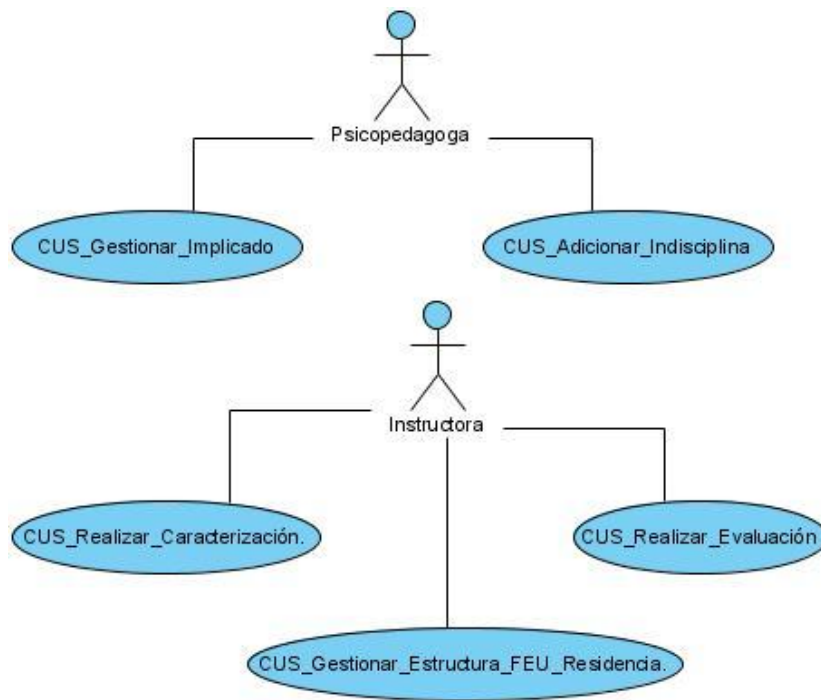 Psicopedagoga
CUS_Gestionar_Implicado
CUS_Adicionar_Indisciplina
Instructora
CUS_Realizar_Caracterización.
CUS_Realizar_Evaluación
CUS_Gestionar_Estructura_FEU_Residencia.